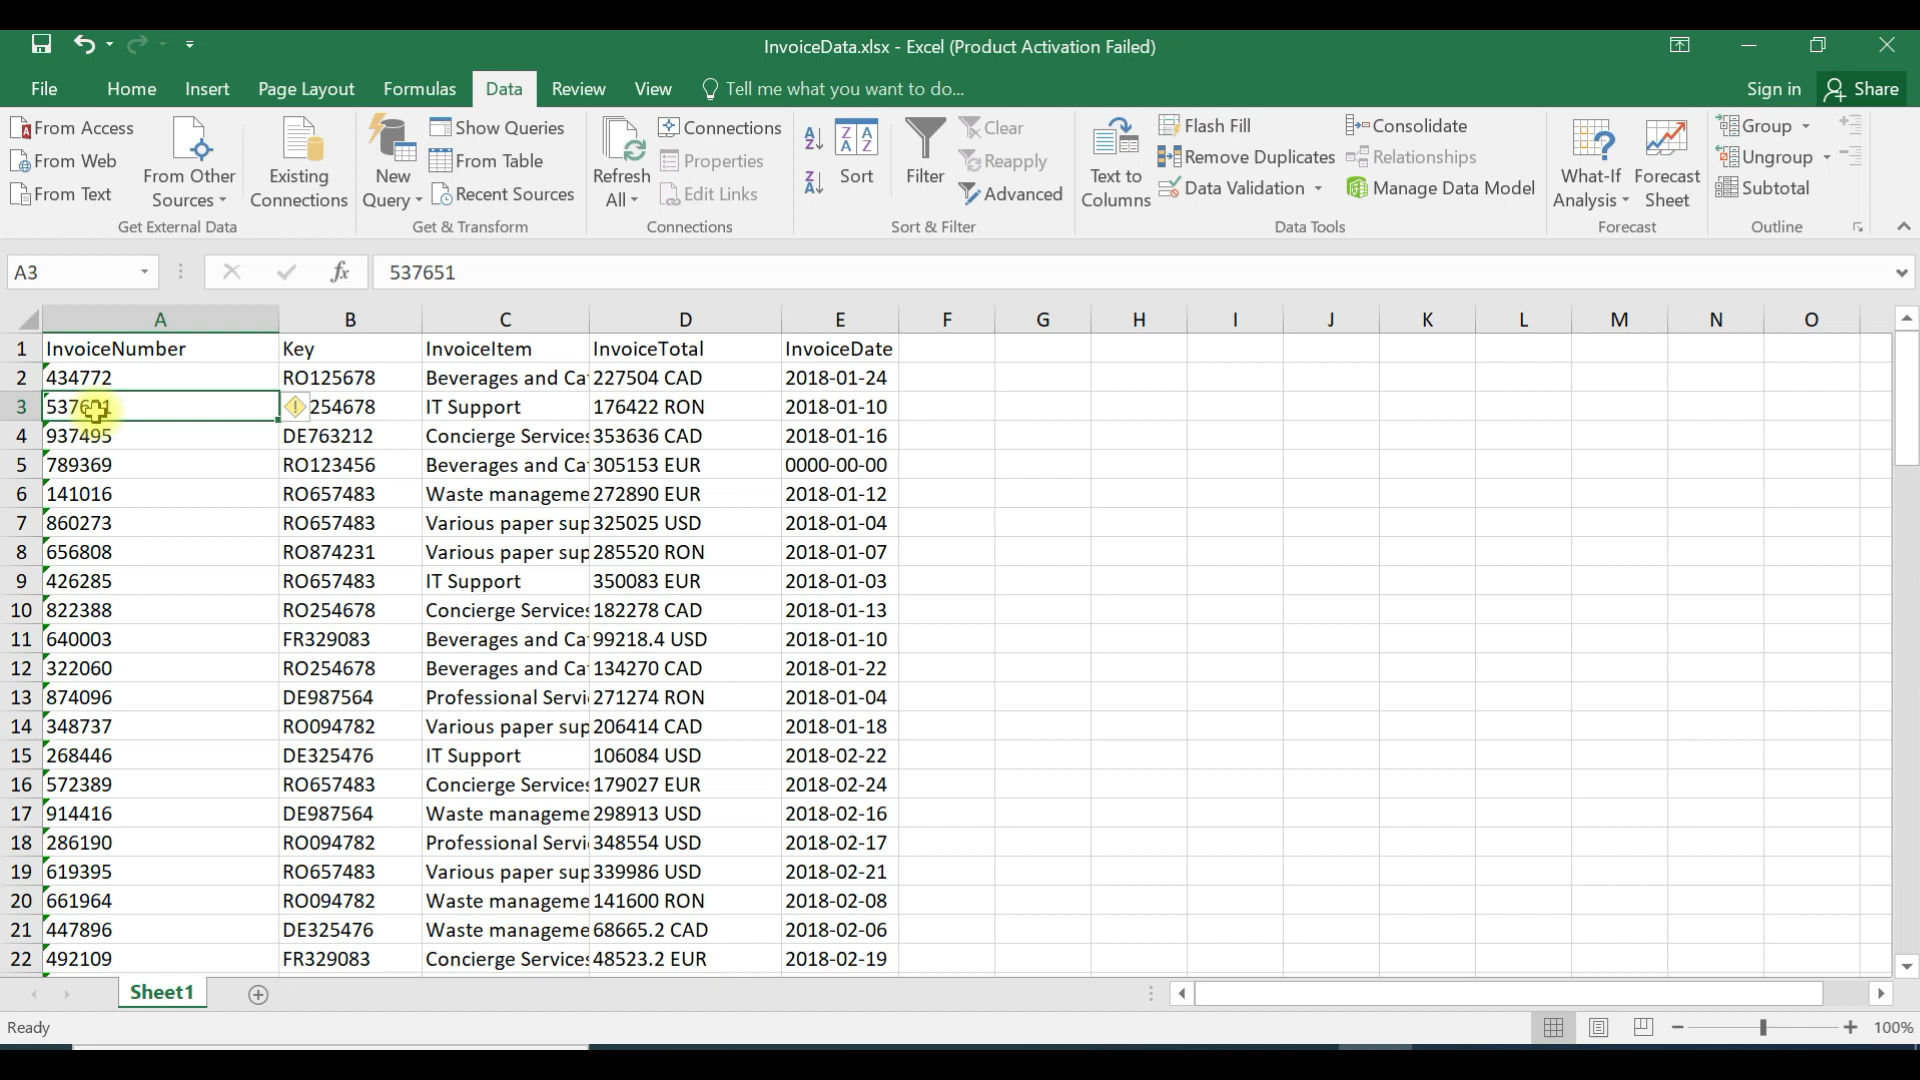 InvoiceData.xlsx - Excel (Product Activation Failed)
File Home Insert Page Layout Formulas Data Review View Tell me what you want to do... Sign in Share
From Access
From Web
From Text
From Other Sources
Existing Connections
Get External Data
New Query
Show Queries
From Table
Recent Sources
Get & Transform
Refresh All
Connections
Properties
Edit Links
Connections
Sort
Filter
Clear
Reapply
Advanced
Sort & Filter
Text to Columns
Flash Fill
Remove Duplicates
Data Validation
Consolidate
Relationships
Manage Data Model
Data Tools
What-If Analysis
Forecast Sheet
Forecast
Group
Ungroup
Subtotal
Outline
A3 fx 537651
A B C D E F G H I J K L M N O
1 InvoiceNumber Key InvoiceItem InvoiceTotal InvoiceDate
2 434772 RO125678 Beverages and Ca 227504 CAD 2018-01-24
3 254678 IT Support 176422 RON 2018-01-10
4 937495 DE763212 Concierge Services 353636 CAD 2018-01-16
5 789369 RO123456 Beverages and Ca 305153 EUR 0000-00-00
6 141016 RO657483 Waste manageme 272890 EUR 2018-01-12
7 860273 RO657483 Various paper sup 325025 USD 2018-01-04
8 656808 RO874231 Various paper sup 285520 RON 2018-01-07
9 426285 RO657483 IT Support 350083 EUR 2018-01-03
10 822388 RO254678 Concierge Services 182278 CAD 2018-01-13
11 640003 FR329083 Beverages and Ca 99218.4 USD 2018-01-10
12 322060 RO254678 Beverages and Ca 134270 CAD 2018-01-22
13 874096 DE987564 Professional Servi 271274 RON 2018-01-04
14 348737 RO094782 Various paper sup 206414 CAD 2018-01-18
15 268446 DE325476 IT Support 106084 USD 2018-02-22
16 572389 RO657483 Concierge Services 179027 EUR 2018-02-24
17 914416 DE987564 Waste manageme 298913 USD 2018-02-16
18 286190 RO094782 Professional Servi 348554 USD 2018-02-17
19 619395 RO657483 Various paper sup 339986 USD 2018-02-21
20 661964 RO094782 Waste manageme 141600 RON 2018-02-08
21 447896 DE325476 Waste manageme 68665.2 CAD 2018-02-06
22 492109 FR329083 Concierge Services 48523.2 EUR 2018-02-19
Sheet1
Ready 100%